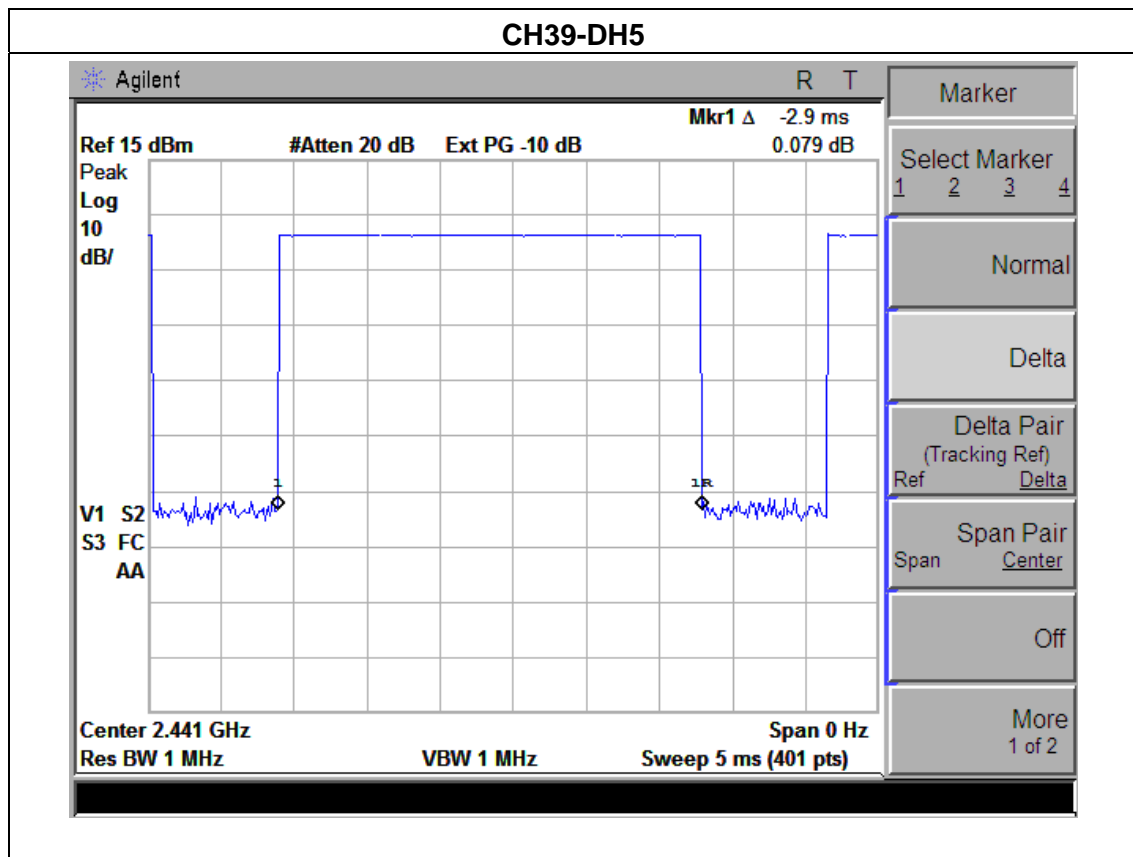 CH39-DH5
Agilent R T
Mkr1 Δ -2.9 ms
Ref 15 dBm #Atten 20 dB Ext PG -10 dB 0.079 dB
Peak
Log
10
dB/
1
1R
V1 S2
S3 FC
AA
Center 2.441 GHz Span 0 Hz
Res BW 1 MHz VBW 1 MHz Sweep 5 ms (401 pts)
Marker
Select Marker
1 2 3 4
Normal
Delta
Delta Pair
(Tracking Ref)
Ref Delta
Span Pair
Span Center
Off
More
1 of 2